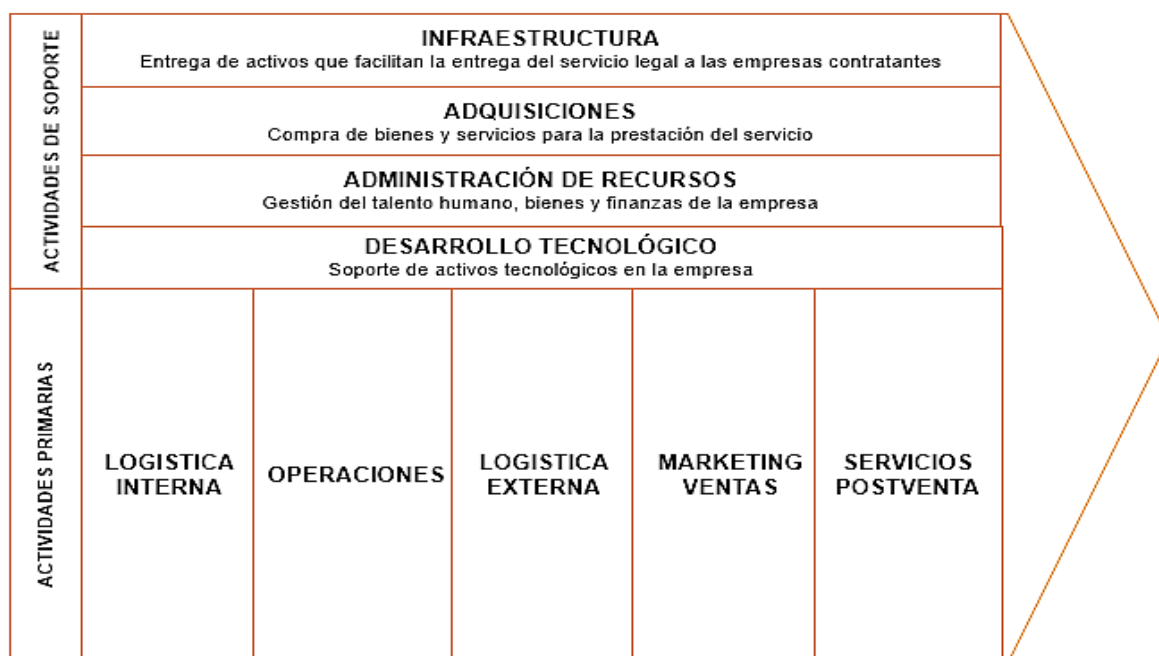 ACTIVIDADES DE SOPORTE
INFRAESTRUCTURA
Entrega de activos que facilitan la entrega del servicio legal a las empresas contratantes
ADQUISICIONES
Compra de bienes y servicios para la prestación del servicio
ADMINISTRACIÓN DE RECURSOS
Gestión del talento humano, bienes y finanzas de la empresa
DESARROLLO TECNOLÓGICO
Soporte de activos tecnológicos en la empresa
ACTIVIDADES PRIMARIAS
LOGISTICA
INTERNA
OPERACIONES
LOGISTICA
EXTERNA
MARKETING
VENTAS
SERVICIOS
POSTVENTA